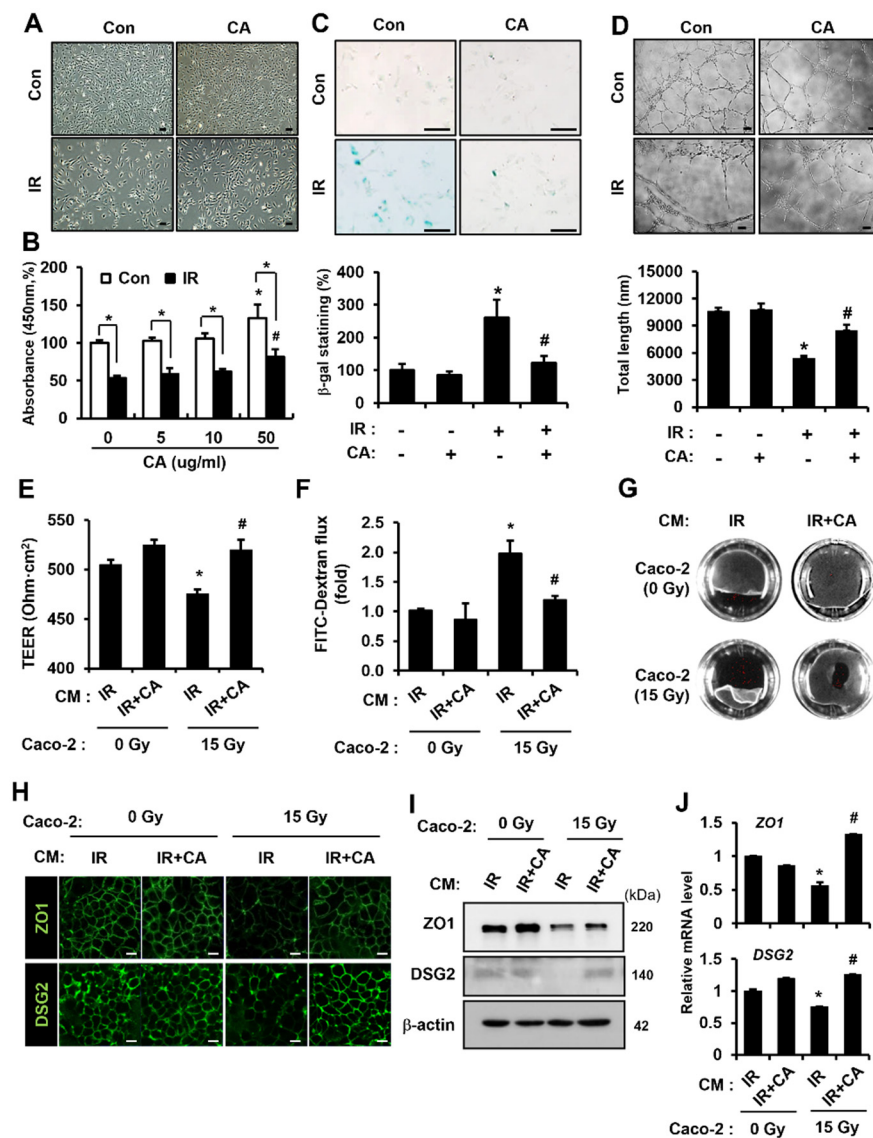 A
Con
CA
Con
IR
B
Absorbance (450nm,%)
200
150
100
50
0
Con
IR
*
*
*
*
*
#
0
5
10
50
CA (ug/ml)
C
Con
CA
Con
IR
β-gal statining (%)
400
300
200
100
0
*
#
IR :
-
-
+
+
CA:
-
+
-
+
D
Con
CA
Con
IR
Total length (nm)
15000
12000
9000
6000
3000
0
*
#
IR :
-
-
+
+
CA:
-
+
-
+
E
TEER (Ohm·cm²)
550
500
450
400
*
#
CM :
IR
IR+CA
IR
IR+CA
Caco-2 :
0 Gy
15 Gy
F
FITC-Dextran flux
(fold)
2.5
2.0
1.5
1.0
0.5
0.0
*
#
CM :
IR
IR+CA
IR
IR+CA
Caco-2 :
0 Gy
15 Gy
G
CM:
IR
IR+CA
Caco-2
(0 Gy)
Caco-2
(15 Gy)
H
Caco-2:
0 Gy
15 Gy
CM:
IR
IR+CA
IR
IR+CA
ZO1
DSG2
I
Caco-2:
0 Gy
15 Gy
CM:
IR
IR+CA
IR
IR+CA
(kDa)
ZO1
220
DSG2
140
β-actin
42
J
Relative mRNA level
ZO1
1.5
1
0.5
0
*
#
DSG2
1.5
1
0.5
0
*
#
CM :
IR
IR+CA
IR
IR+CA
Caco-2 :
0 Gy
15 Gy